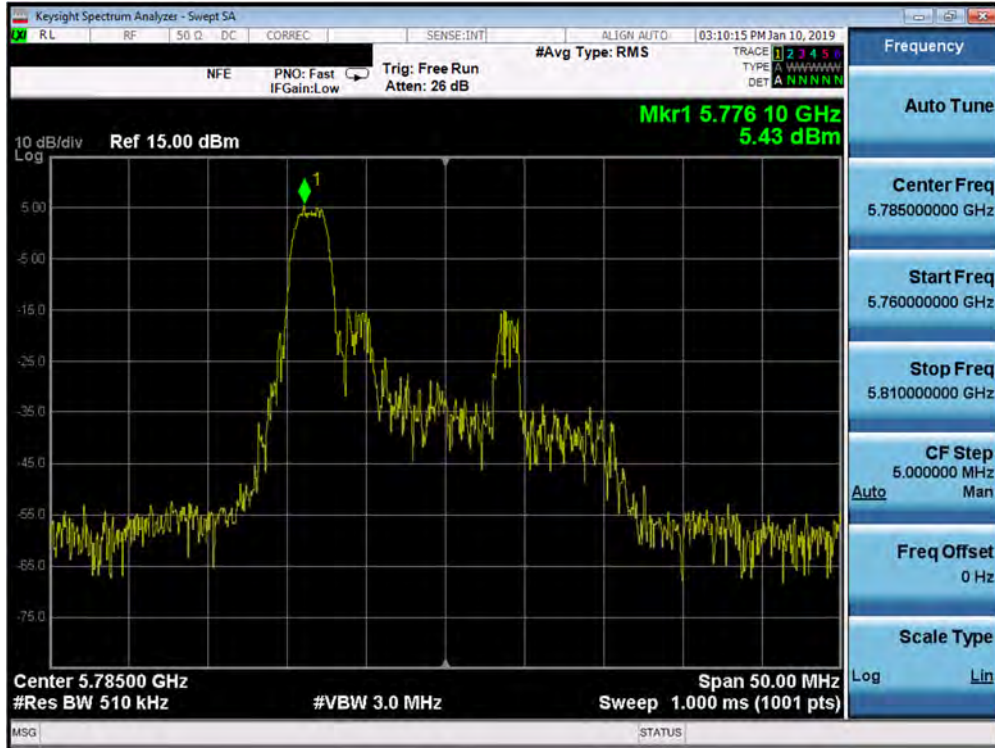 Keysight Spectrum Analyzer - Swept SA
LXI RL RF 50 Ω DC CORREC SENSE:INT ALIGN AUTO 03:10:15 PM Jan 10, 2019
NFE PNO: Fast IFGain:Low Trig: Free Run Atten: 26 dB #Avg Type: RMS
TRACE 1 2 3 4 5 6
TYPE A WWWWW
DET A N N N N N
Mkr1 5.776 10 GHz
5.43 dBm
10 dB/div Ref 15.00 dBm
Log
1
5.00
-5.00
-15.0
-25.0
-35.0
-45.0
-55.0
-65.0
-75.0
Center 5.78500 GHz Span 50.00 MHz
#Res BW 510 kHz #VBW 3.0 MHz Sweep 1.000 ms (1001 pts)
MSG STATUS
Frequency
Auto Tune
Center Freq
5.785000000 GHz
Start Freq
5.760000000 GHz
Stop Freq
5.810000000 GHz
CF Step
5.000000 MHz
Auto Man
Freq Offset
0 Hz
Scale Type
Log Lin